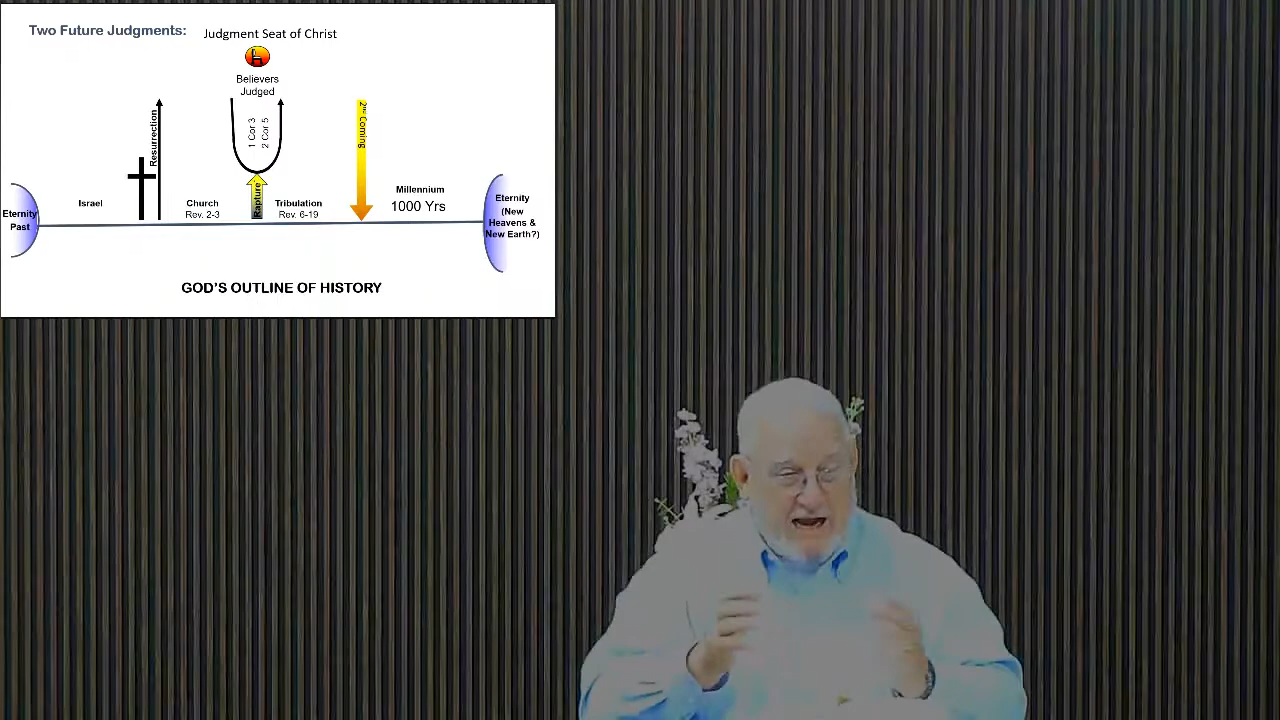 Two Future Judgments:
Judgment Seat of Christ
Believers
Judged
1 Cor 3
2 Cor 5
Resurrection
2nd Coming
Rapture
Israel
Church
Rev. 2-3
Tribulation
Rev. 6-19
Millennium
1000 Yrs
Eternity
Past
Eternity
(New
Heavens &
New Earth?)
GOD'S OUTLINE OF HISTORY